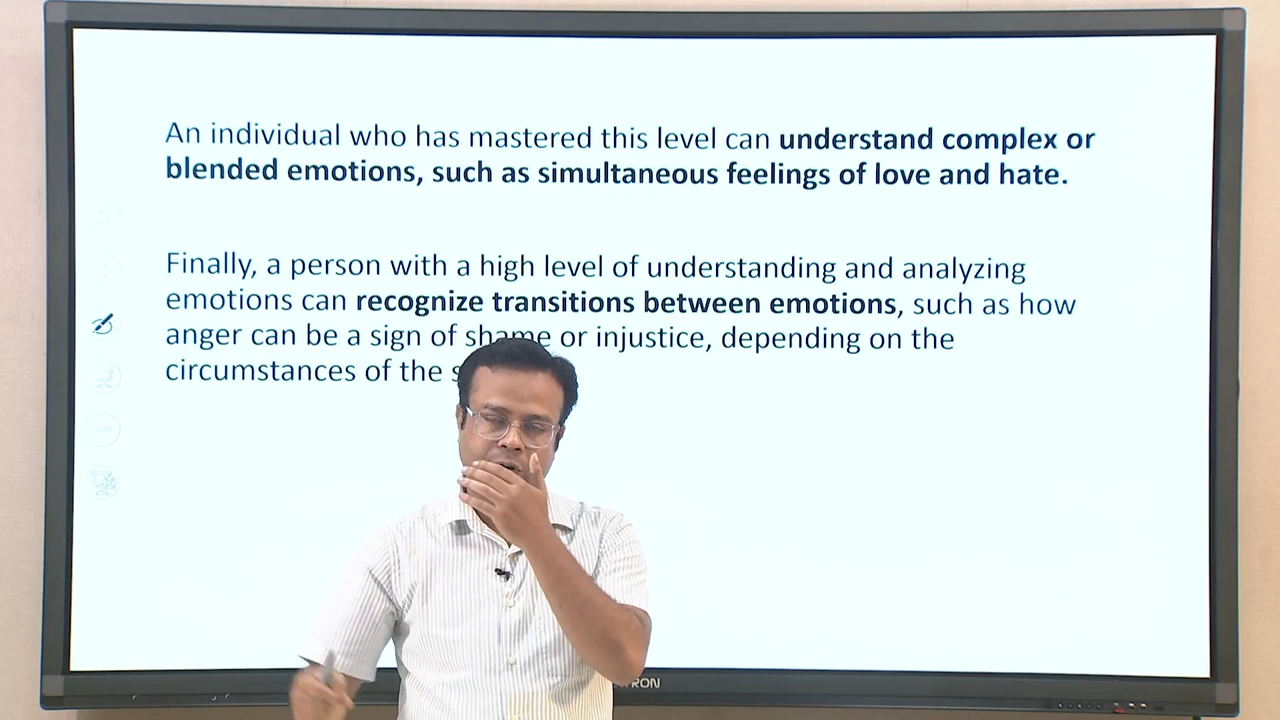 An individual who has mastered this level can understand complex or
blended emotions, such as simultaneous feelings of love and hate.
Finally, a person with a high level of understanding and analyzing
emotions can recognize transitions between emotions, such as how
anger can be a sign of shame or injustice, depending on the
circumstances of the